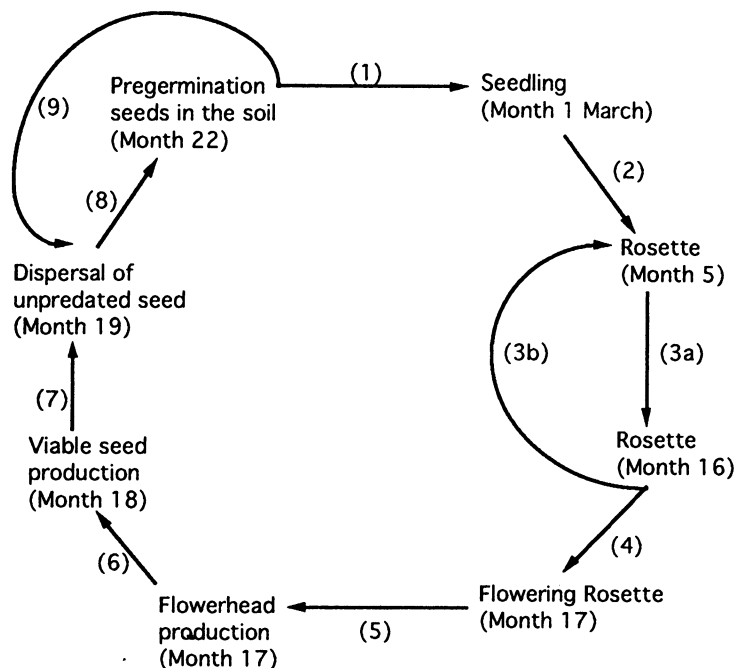 (1)
Pregermination
seeds in the soil
(Month 22)
Seedling
(Month 1 March)
(9)
(2)
(8)
Rosette
(Month 5)
Dispersal of
unpredated seed
(Month 19)
(3b)
(3a)
(7)
Viable seed
production
(Month 18)
Rosette
(Month 16)
(4)
(6)
Flowerhead
production
(Month 17)
(5)
Flowering Rosette
(Month 17)